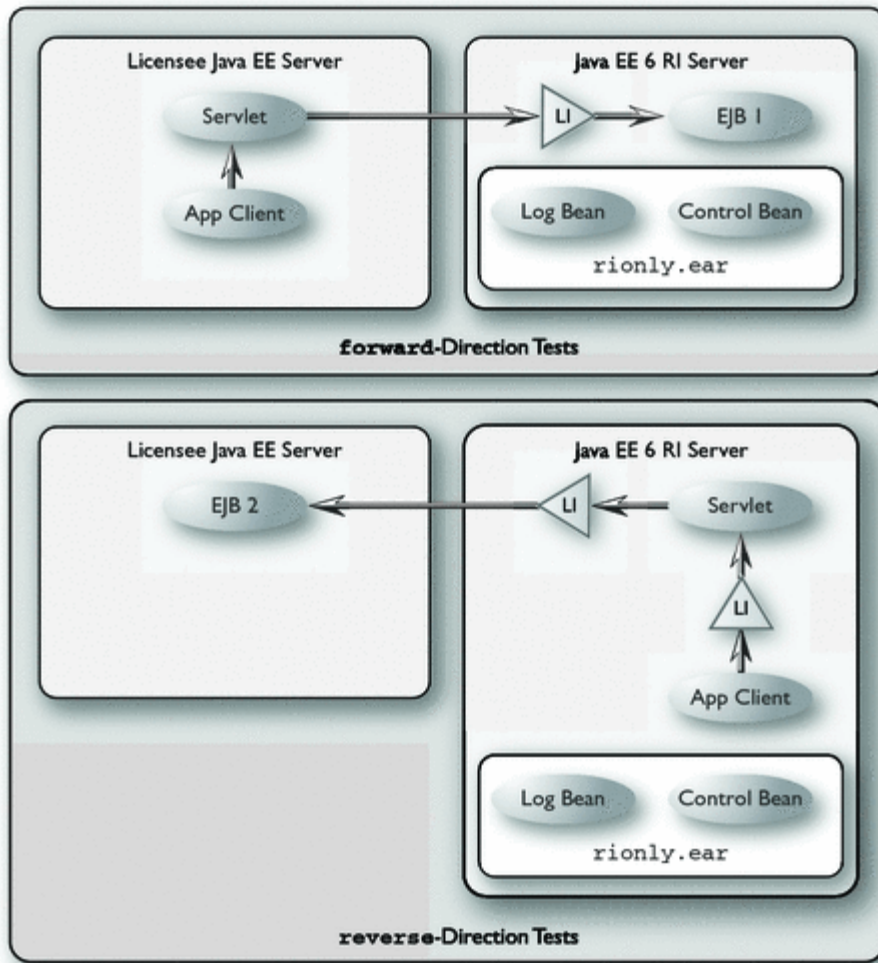 Licensee Java EE Server
Java EE 6 RI Server
Servlet
LI
EJB 1
App Client
Log Bean
Control Bean
rionly.ear
forward-Direction Tests
Licensee Java EE Server
Java EE 6 RI Server
EJB 2
LI
Servlet
LI
App Client
Log Bean
Control Bean
rionly.ear
reverse-Direction Tests